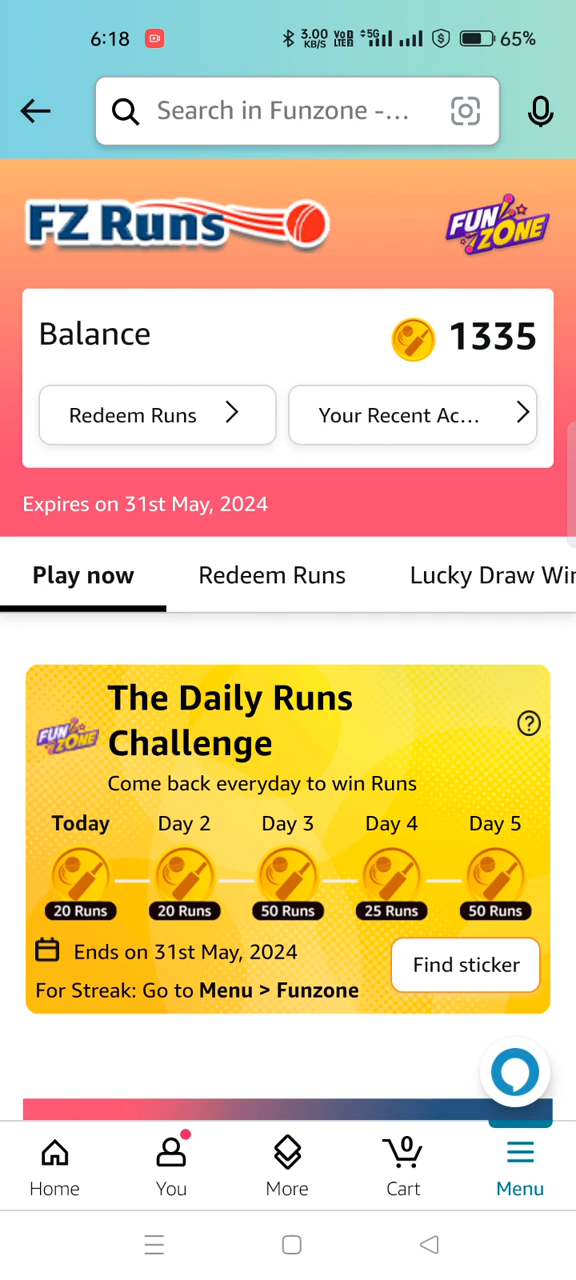 6:18 3.00 KB/S VoD LTE 5G 65%
Search in Funzone -...
FZ Runs FUN ZONE
Balance 1335
Redeem Runs Your Recent Ac...
Expires on 31st May, 2024
Play now Redeem Runs Lucky Draw Win
FUN ZONE The Daily Runs
Challenge
Come back everyday to win Runs
Today Day 2 Day 3 Day 4 Day 5
20 Runs 20 Runs 50 Runs 25 Runs 50 Runs
Ends on 31st May, 2024
Find sticker
For Streak: Go to Menu > Funzone
Home You More 0 Cart Menu